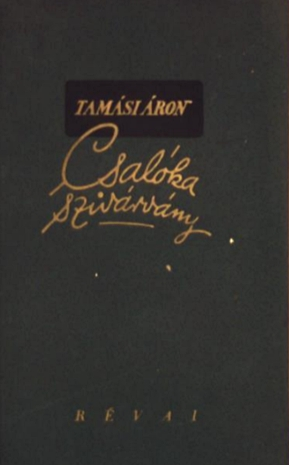 TAMÁSI ÁRON
Csalóka
szivárvány
RÉVAI